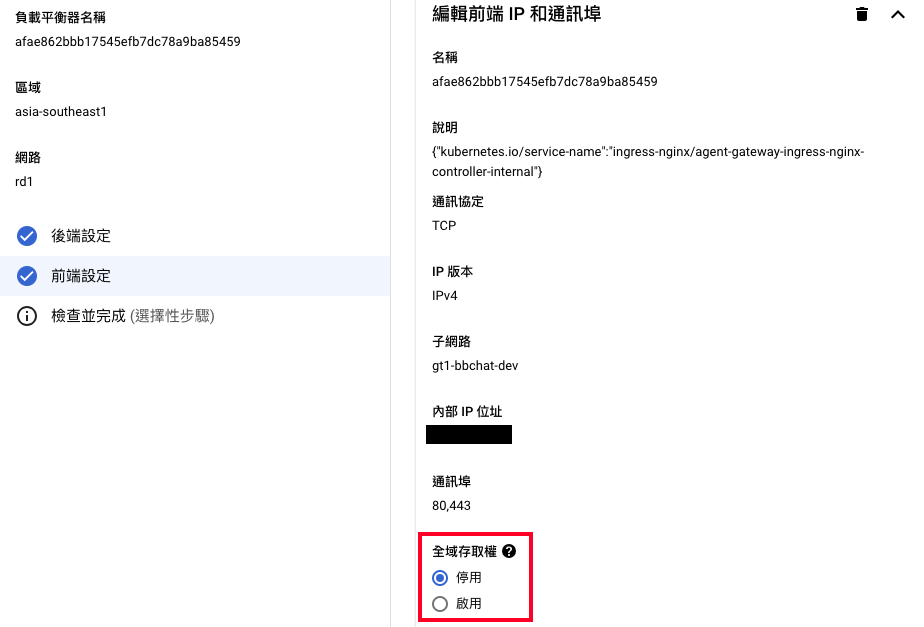 負載平衡器名稱
afae862bbb17545efb7dc78a9ba85459
區域
asia-southeast1
網路
rd1
後端設定
前端設定
檢查並完成 (選擇性步驟)
編輯前端 IP 和通訊埠
名稱
afae862bbb17545efb7dc78a9ba85459
說明
{"kubernetes.io/service-name":"ingress-nginx/agent-gateway-ingress-nginx-
controller-internal"}
通訊協定
TCP
IP 版本
IPv4
子網路
gt1-bbchat-dev
內部 IP 位址
通訊埠
80,443
全域存取權
停用
啟用